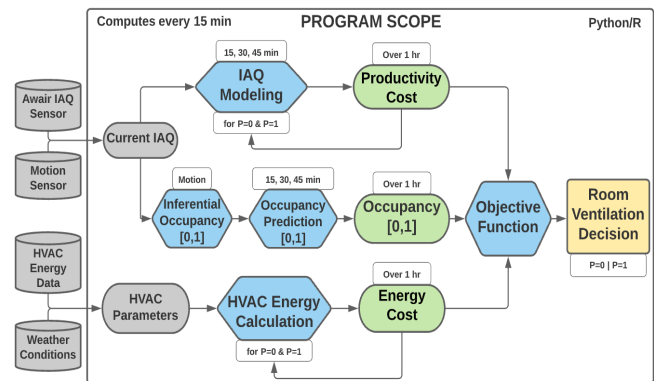 Computes every 15 min
PROGRAM SCOPE
Python/R
15, 30, 45 min
IAQ
Modeling
for P=0 & P=1
Over 1 hr
Productivity
Cost
Awair IAQ
Sensor
Motion
Sensor
Current IAQ
Motion
Inferential
Occupancy
[0,1]
15, 30, 45 min
Occupancy
Prediction
[0,1]
Over 1 hr
Occupancy
[0,1]
Objective
Function
Room
Ventilation
Decision
P=0 | P=1
HVAC
Energy
Data
Weather
Conditions
HVAC
Parameters
HVAC Energy
Calculation
for P=0 & P=1
Over 1 hr
Energy
Cost